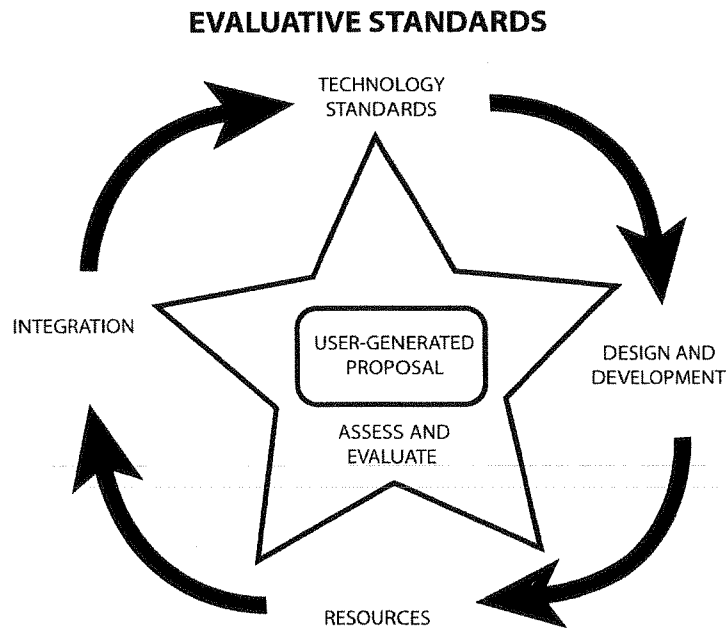 EVALUATIVE STANDARDS
TECHNOLOGY
STANDARDS
INTEGRATION
USER-GENERATED
PROPOSAL
DESIGN AND
DEVELOPMENT
ASSESS AND
EVALUATE
RESOURCES